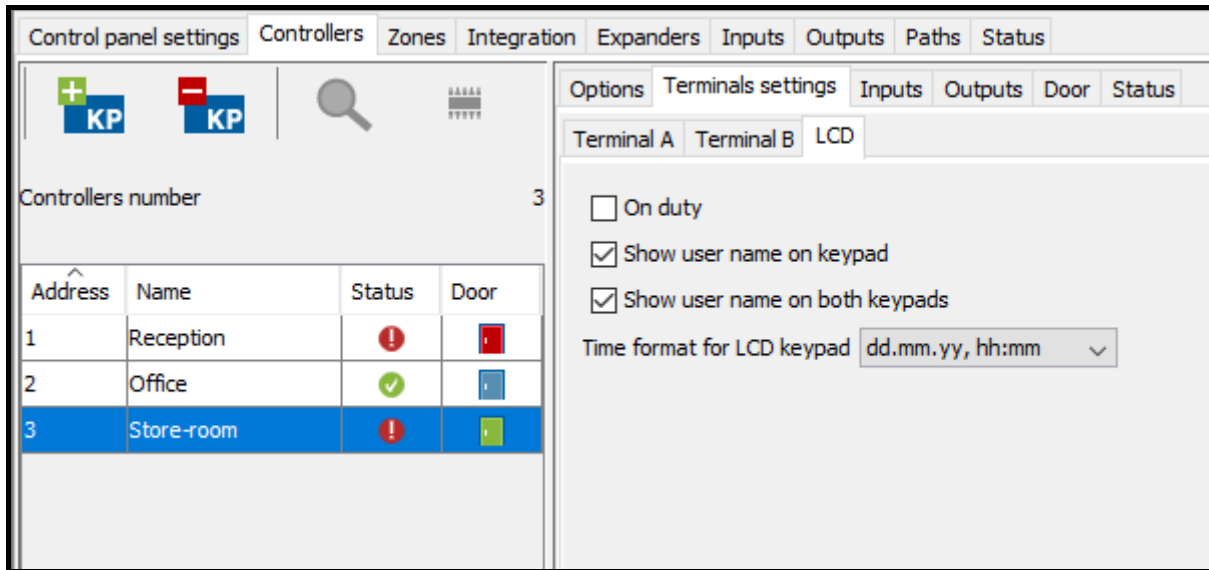 Control panel settings Controllers Zones Integration Expanders Inputs Outputs Paths Status
KP KP
Controllers number 3
Address Name Status Door
1 Reception
2 Office
3 Store-room
Options Terminals settings Inputs Outputs Door Status
Terminal A Terminal B LCD
On duty
Show user name on keypad
Show user name on both keypads
Time format for LCD keypad dd.mm.yy, hh:mm